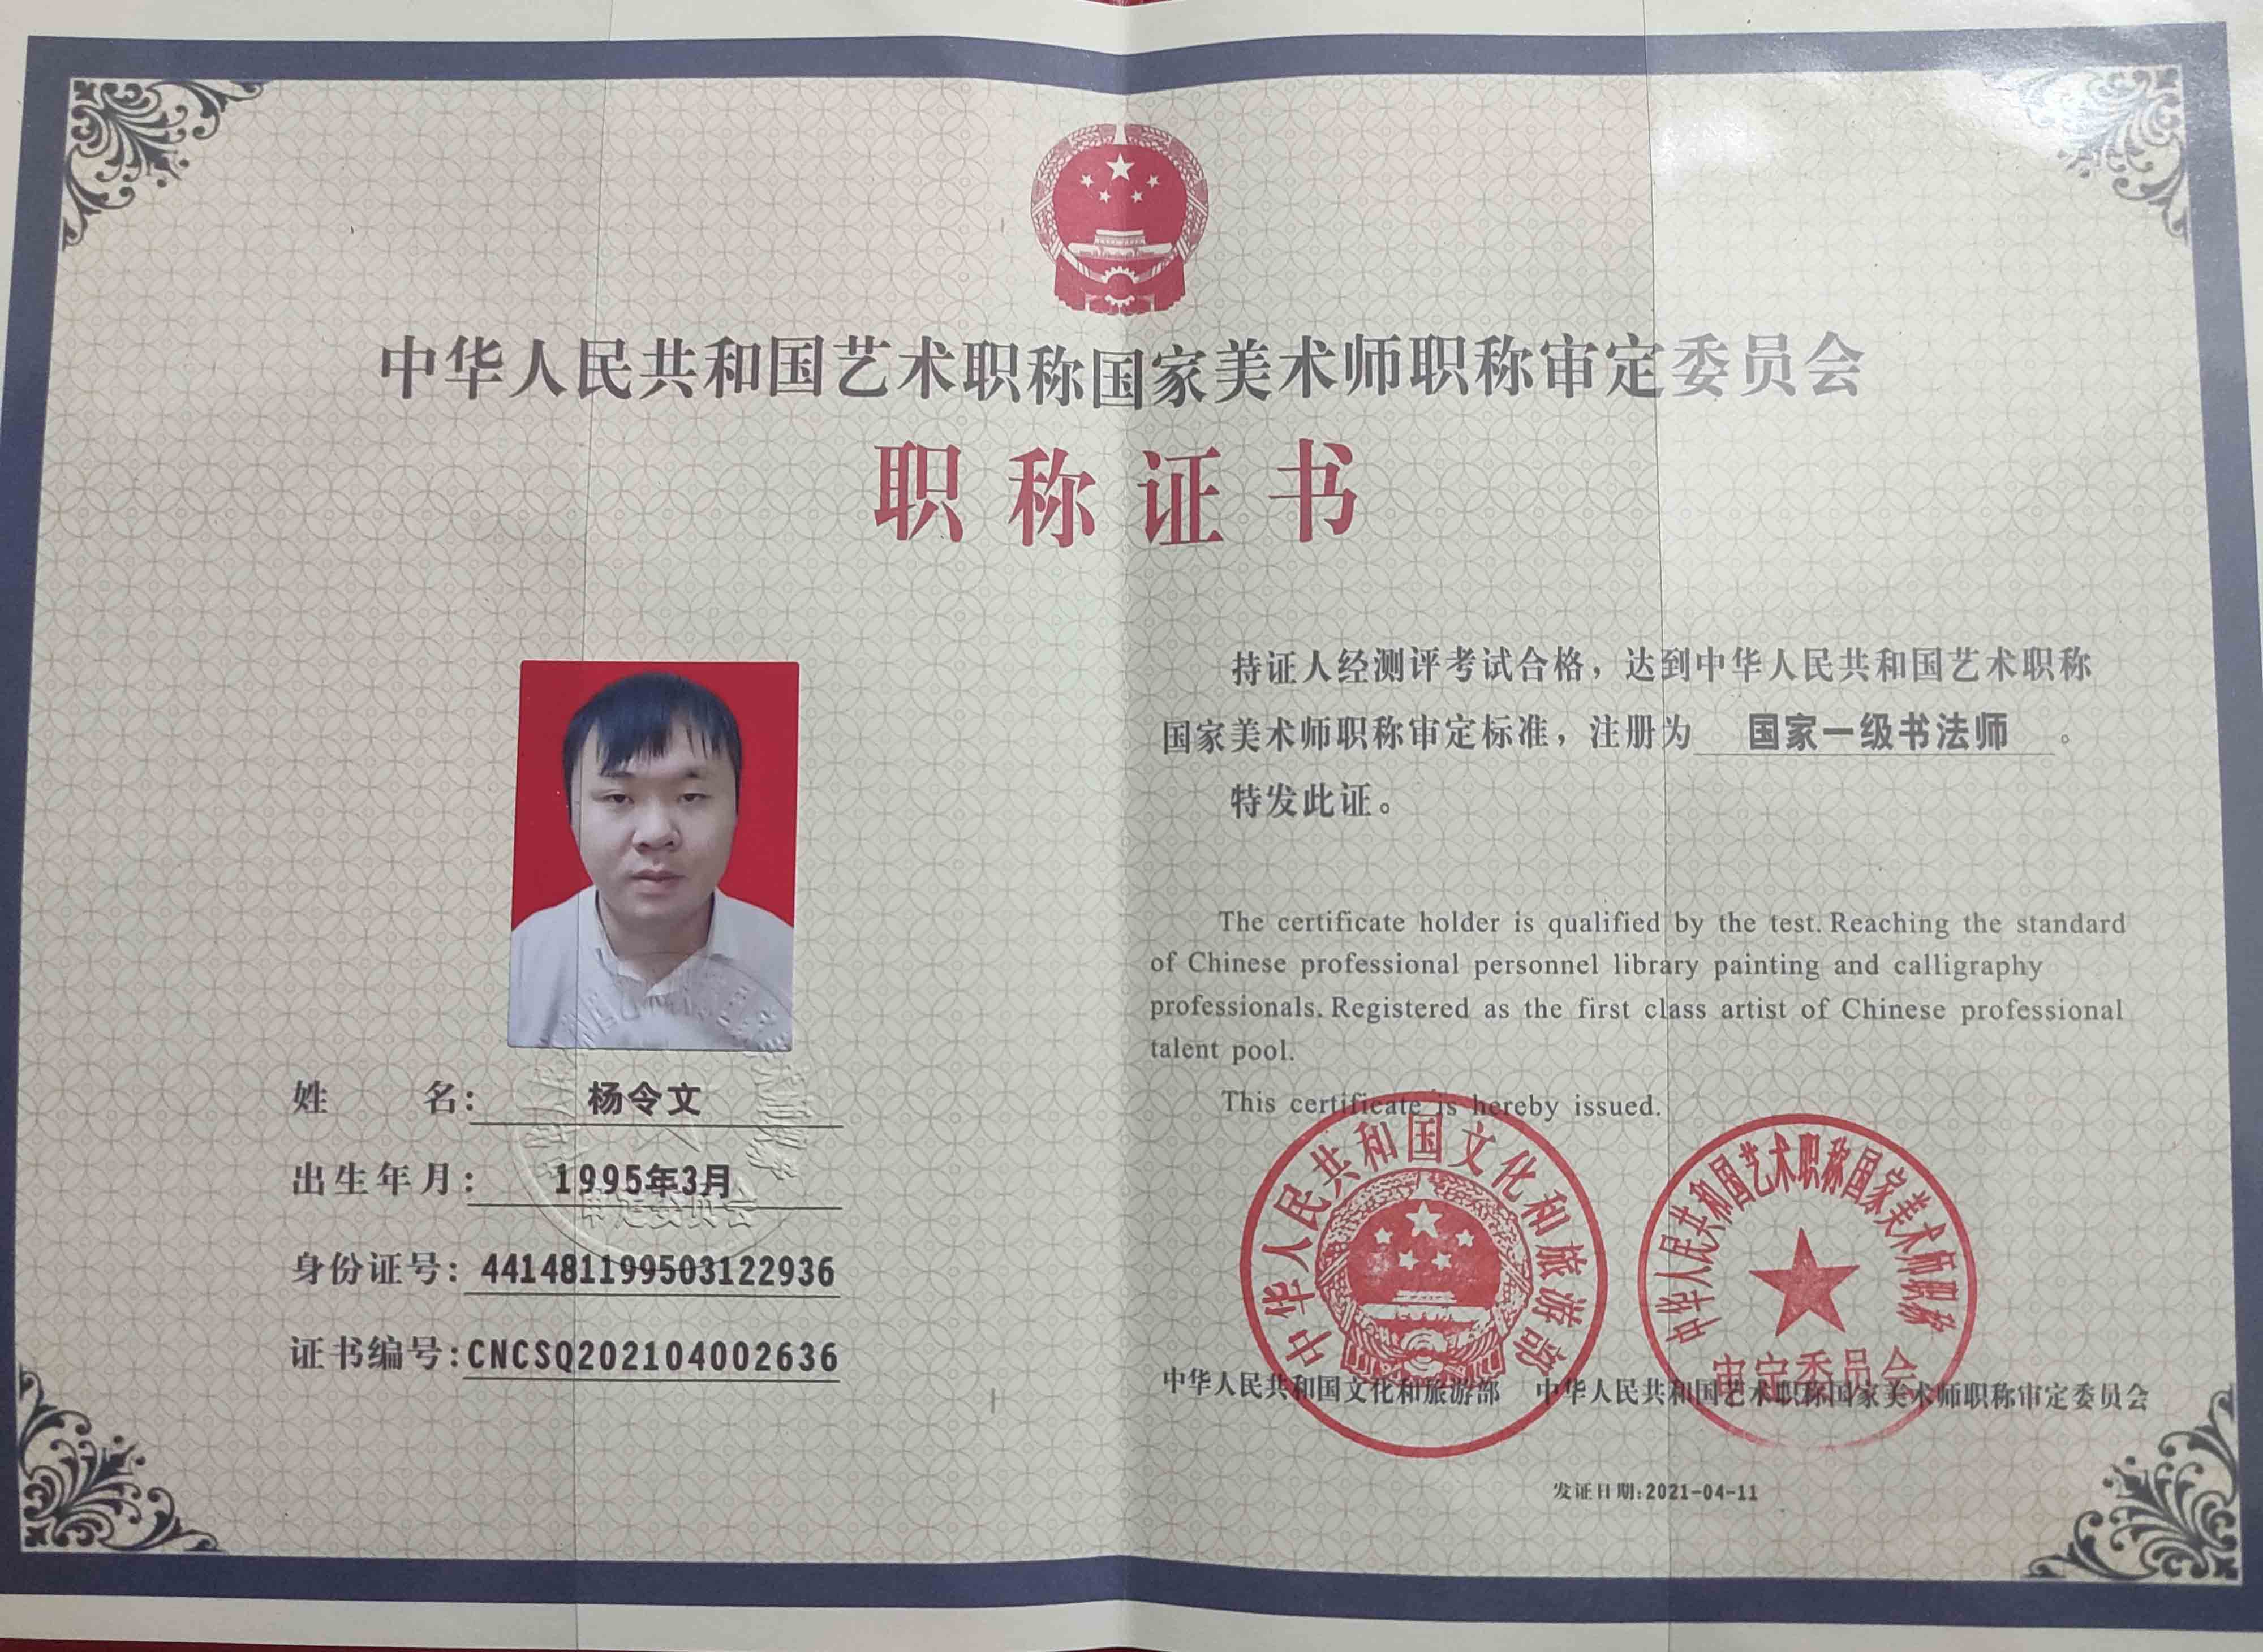 中华人民共和国艺术职称国家美术师职称审定委员会
职称证书
持证人经测评考试合格，达到中华人民共和国艺术职称
国家美术师职称审定标准，注册为 国家一级书法师 。
特发此证。
The certificate holder is qualified by the test. Reaching the standard
of Chinese professional personnel library painting and calligraphy
professionals. Registered as the first class artist of Chinese professional
talent pool.
This certificate is hereby issued.
姓 名: 杨令文
出生年月: 1995年3月
身份证号: 441481199503122936
证书编号:CNCSQ202104002636
中华人民共和国文化和旅游部
中华人民共和国艺术职称国家美术师职称
审定委员会
中华人民共和国文化和旅游部 中华人民共和国艺术职称国家美术师职称审定委员会
发证日期:2021-04-11
审定委员会